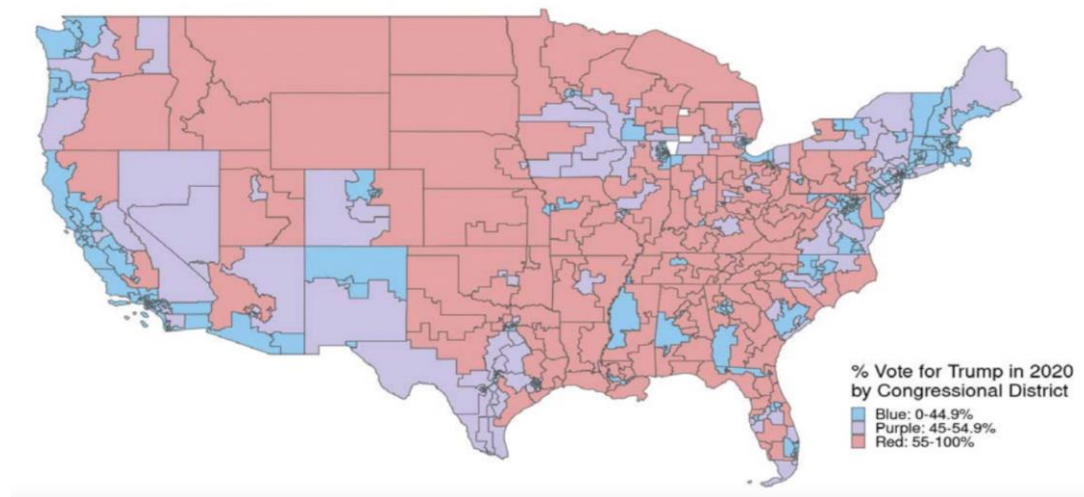 % Vote for Trump in 2020
by Congressional District
Blue: 0-44.9%
Purple: 45-54.9%
Red: 55-100%